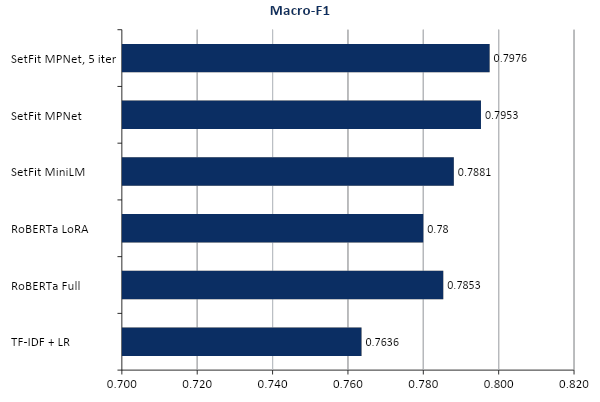 Macro-F1
SetFit MPNet, 5 iter 0.7976
SetFit MPNet 0.7953
SetFit MiniLM 0.7881
RoBERTa LoRA 0.78
RoBERTa Full 0.7853
TF-IDF + LR 0.7636
0.700 0.720 0.740 0.760 0.780 0.800 0.820